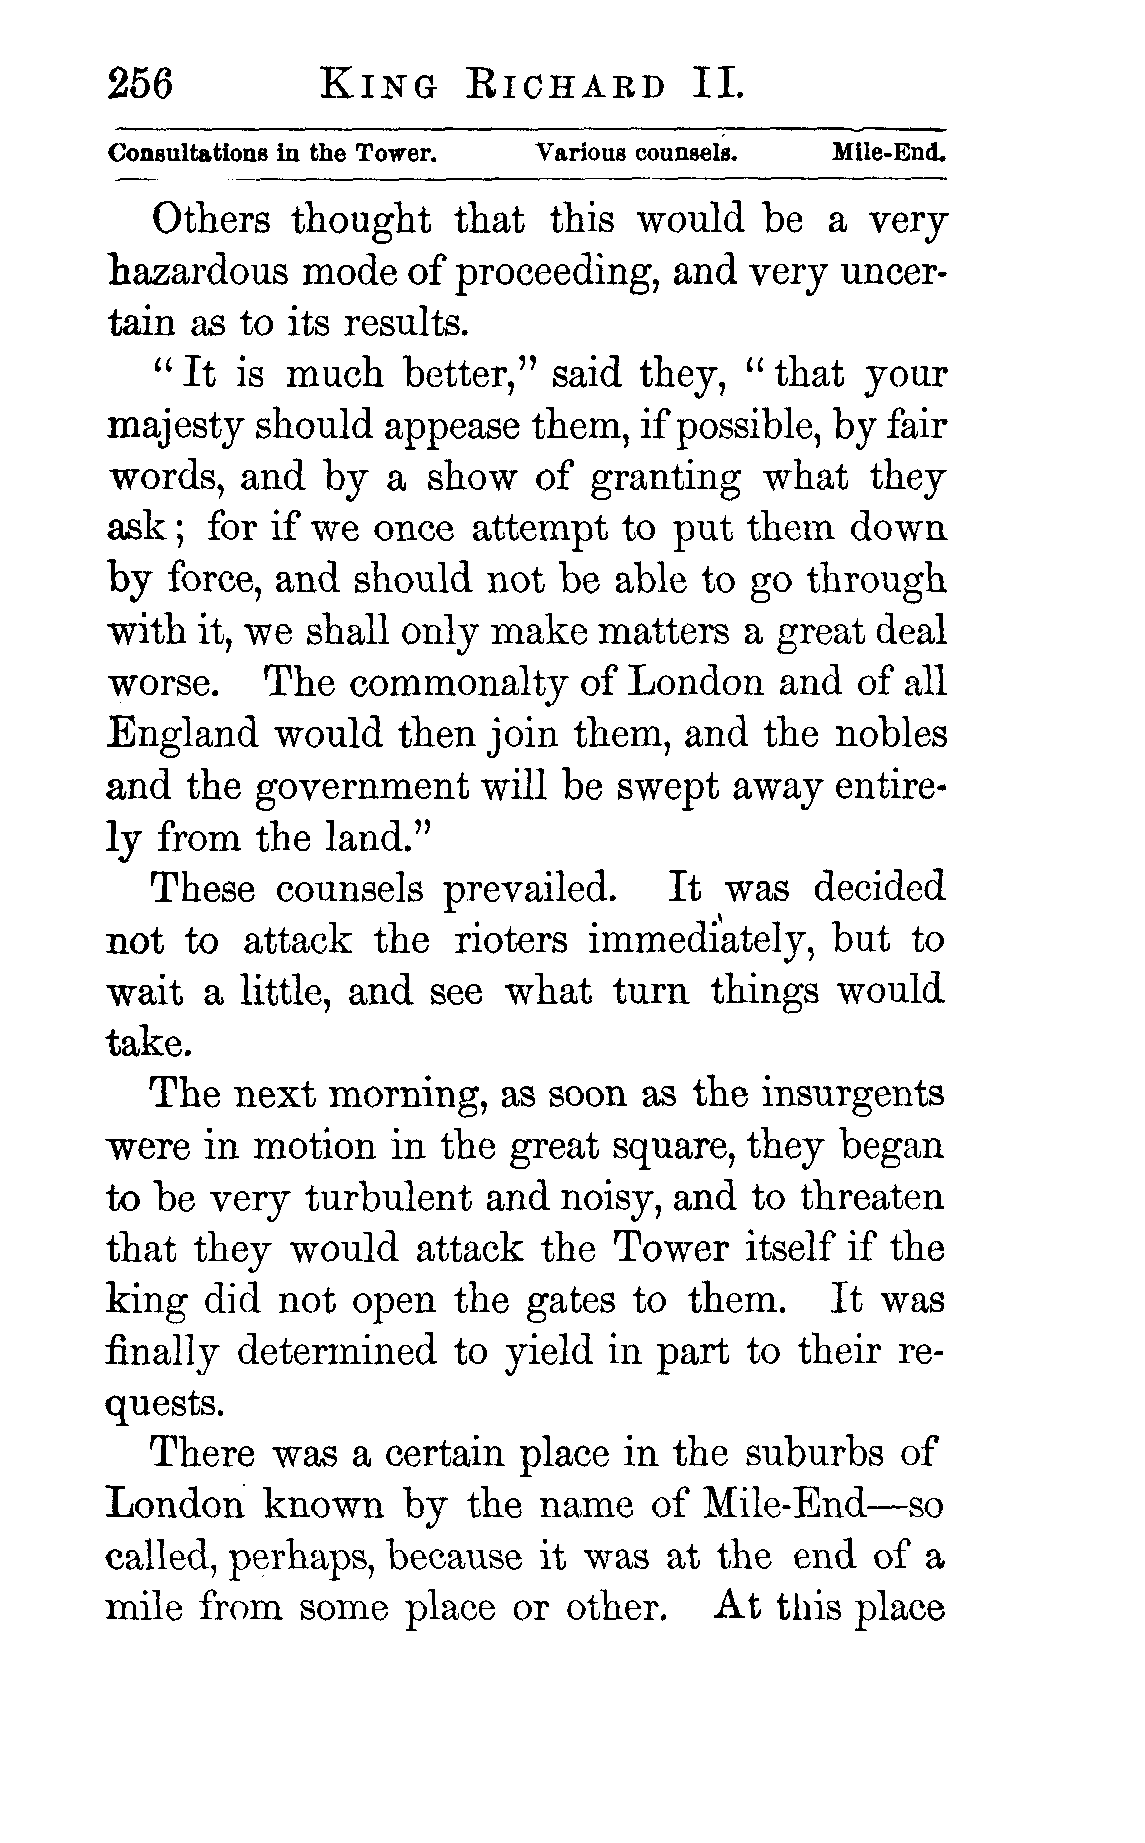 256 KING RICHARD II.
Consultations in the Tower. Various counsels. Mile-End.
Others thought that this would be a very
hazardous mode of proceeding, and very uncer-
tain as to its results.
"It is much better," said they, "that your
majesty should appease them, if possible, by fair
words, and by a show of granting what they
ask; for if we once attempt to put them down
by force, and should not be able to go through
with it, we shall only make matters a great deal
worse. The commonalty of London and of all
England would then join them, and the nobles
and the government will be swept away entire-
ly from the land."
These counsels prevailed. It was decided
not to attack the rioters immediately, but to
wait a little, and see what turn things would
take.
The next morning, as soon as the insurgents
were in motion in the great square, they began
to be very turbulent and noisy, and to threaten
that they would attack the Tower itself if the
king did not open the gates to them. It was
finally determined to yield in part to their re-
quests.
There was a certain place in the suburbs of
London known by the name of Mile-End—so
called, perhaps, because it was at the end of a
mile from some place or other. At this place